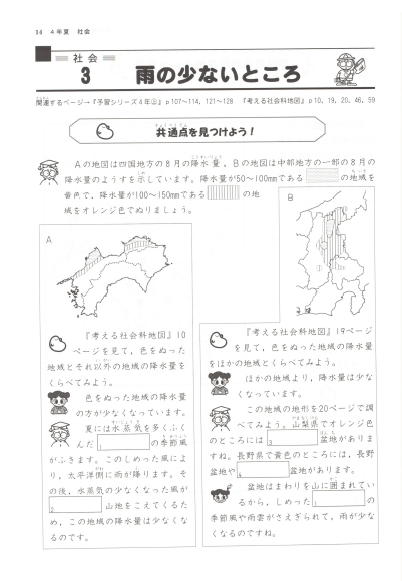 14　4年夏　社会
社会
3　雨の少ないところ
関連するページ→『予習シリーズ4年㊤』p107～114，121～128　『考える社会科地図』p10，19，20，46，59
共通点を見つけよう！
Aの地図は四国地方の8月の降水量，Bの地図は中部地方の一部の8月の
降水量のようすを示しています。降水量が50～100mmである　　の地域を
黄色で，降水量が100～150mmである　　の地
域をオレンジ色でぬりましょう。
A
『考える社会科地図』10
ページを見て，色をぬった
地域とそれ以外の地域の降水量を
くらべてみよう。
色をぬった地域の降水量
の方が少なくなっています。
夏には水蒸気を多くふく
んだ 1 の季節風
がふきます。このしめった風によ
り，太平洋側に雨が降ります。そ
の後，水蒸気の少なくなった風が
2 山地をこえてくるた
め，この地域の降水量は少なくな
るのです。
B
『考える社会科地図』19ページ
を見て，色をぬった地域の降水量
をほかの地域とくらべてみよう。
ほかの地域より，降水量は少な
くなっています。
この地域の地形を20ページで調
べてみよう。山梨県でオレンジ色
のところには 3 盆地がありま
すね。長野県で黄色のところには，長野
盆地や 4 盆地があります。
盆地はまわりを山に囲まれてい
るから，しめった 1 の
季節風や雨雲がさえぎられて，雨が少な
くなるのですね。